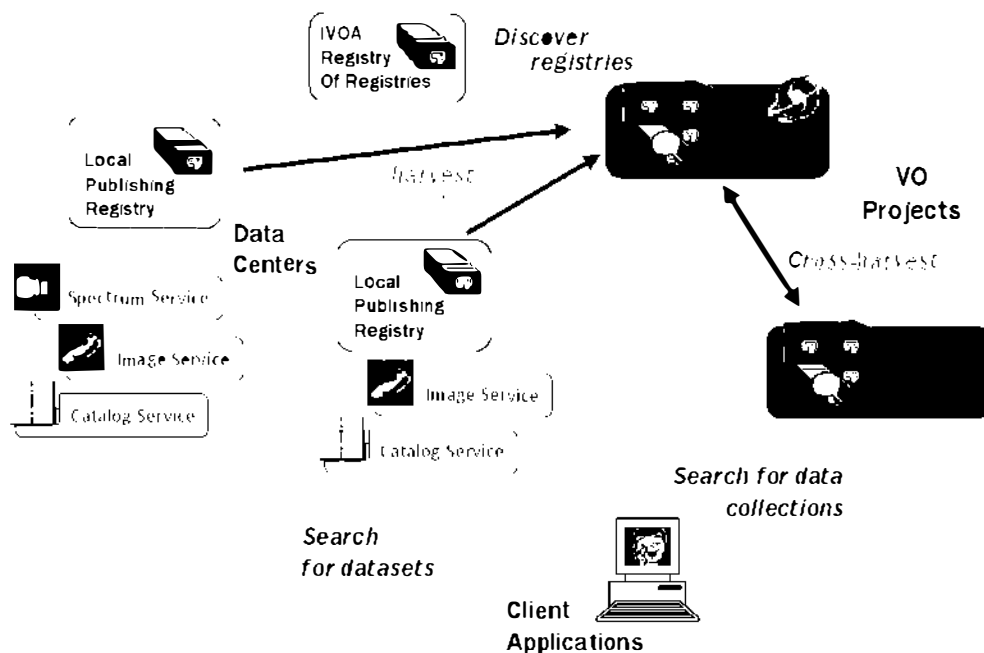 IVOA
Registry
Of Registries
Discover
registries
Local
Publishing
Registry
harvest
VO
Projects
Data
Centers
Cross-harvest
Local
Publishing
Registry
Spectrum Service
Image Service
Catalog Service
Image Service
Catalog Service
Search for data
collections
Search
for datasets
Client
Applications